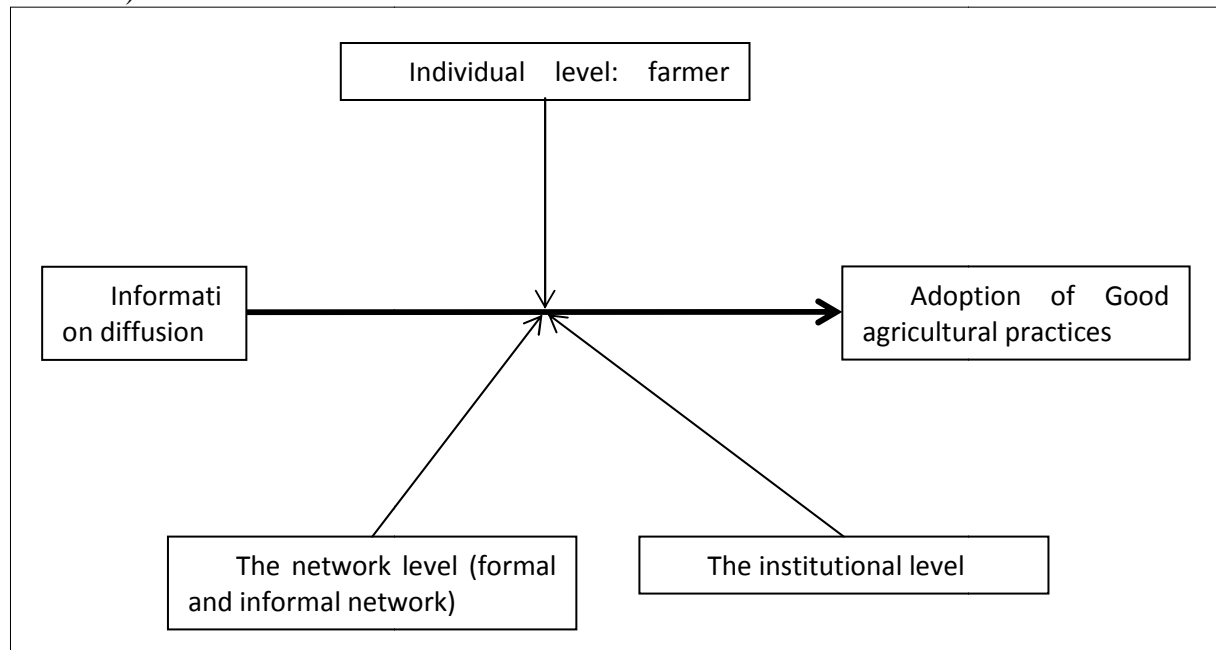 )
Individual level: farmer
Informati
on diffusion
Adoption of Good
agricultural practices
The network level (formal
and informal network)
The institutional level